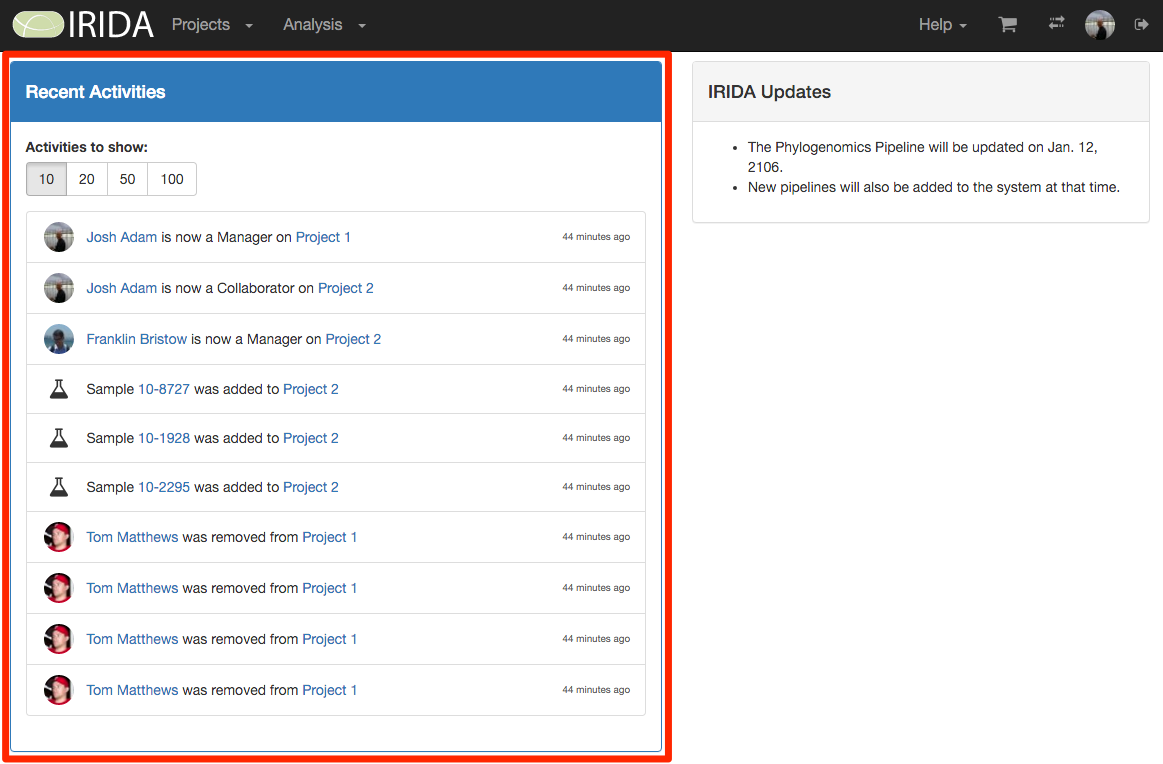 IRIDA Projects Analysis Help
Recent Activities
Activities to show:
10 20 50 100
Josh Adam is now a Manager on Project 1 44 minutes ago
Josh Adam is now a Collaborator on Project 2 44 minutes ago
Franklin Bristow is now a Manager on Project 2 44 minutes ago
Sample 10-8727 was added to Project 2 44 minutes ago
Sample 10-1928 was added to Project 2 44 minutes ago
Sample 10-2295 was added to Project 2 44 minutes ago
Tom Matthews was removed from Project 1 44 minutes ago
Tom Matthews was removed from Project 1 44 minutes ago
Tom Matthews was removed from Project 1 44 minutes ago
Tom Matthews was removed from Project 1 44 minutes ago
IRIDA Updates
• The Phylogenomics Pipeline will be updated on Jan. 12,
2106.
• New pipelines will also be added to the system at that time.